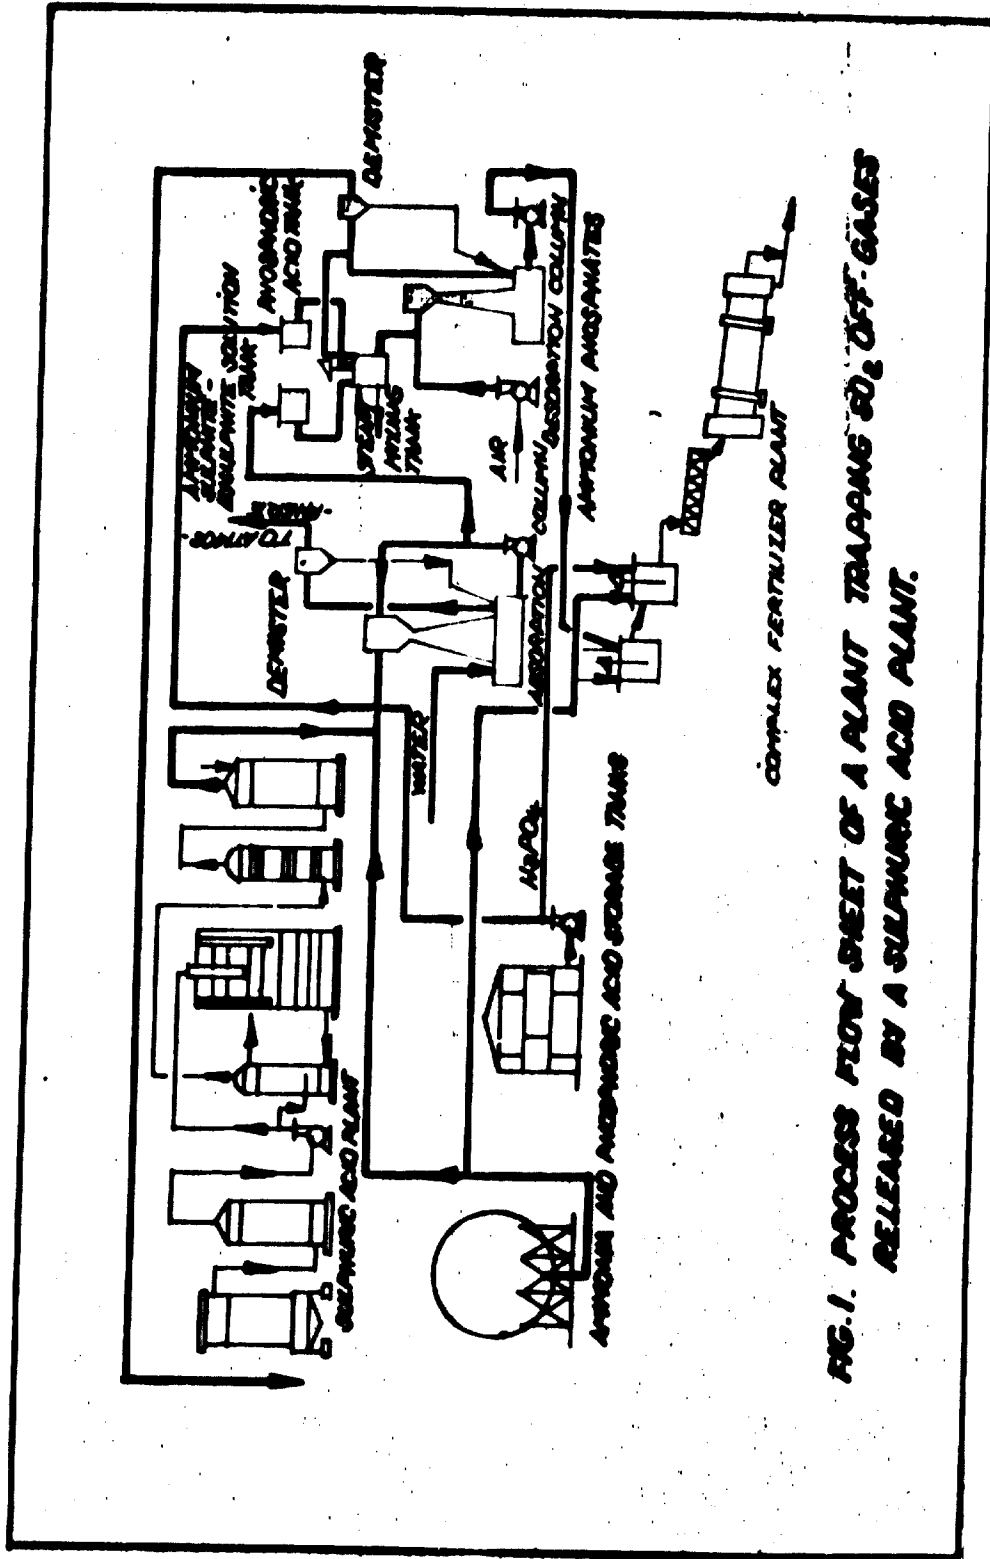 SULPHURIC ACID PLANT
AMMONIUM
SULPHITE -
BISULPHITE SOLUTION
TANK
PHOSPHORIC
ACID TANK
DEMISTER
TO ATMOS-
PHERE
DEMISTER
STEAM
MIXING
TANK
WATER
AIR
ABSORPTION COLUMN
DESORPTION COLUMN
H3PO4
AMMONIUM PHOSPHATES
AMMONIA AND PHOSPHORIC ACID STORAGE TANKS
COMPLEX FERTILIZER PLANT
FIG.1. PROCESS FLOW SHEET OF A PLANT TRAPPING SO2 OFF-GASES
RELEASED BY A SULPHURIC ACID PLANT.